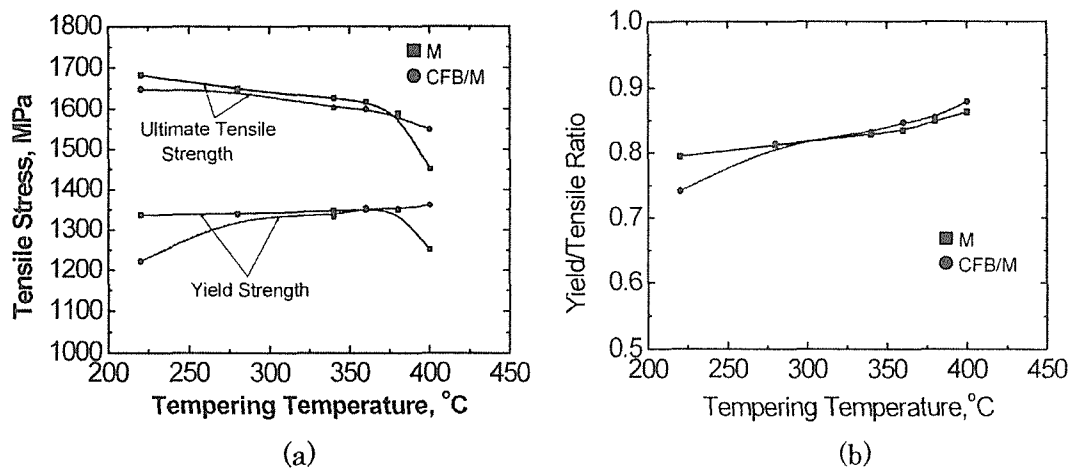 1800
1700
1600
1500
1400
1300
1200
1100
1000
Tensile Stress, MPa
M
CFB/M
Ultimate Tensile
Strength
Yield Strength
200 250 300 350 400 450
Tempering Temperature, °C
(a)
1.0
0.9
0.8
0.7
0.6
0.5
Yield/Tensile Ratio
M
CFB/M
200 250 300 350 400 450
Tempering Temperature,°C
(b)